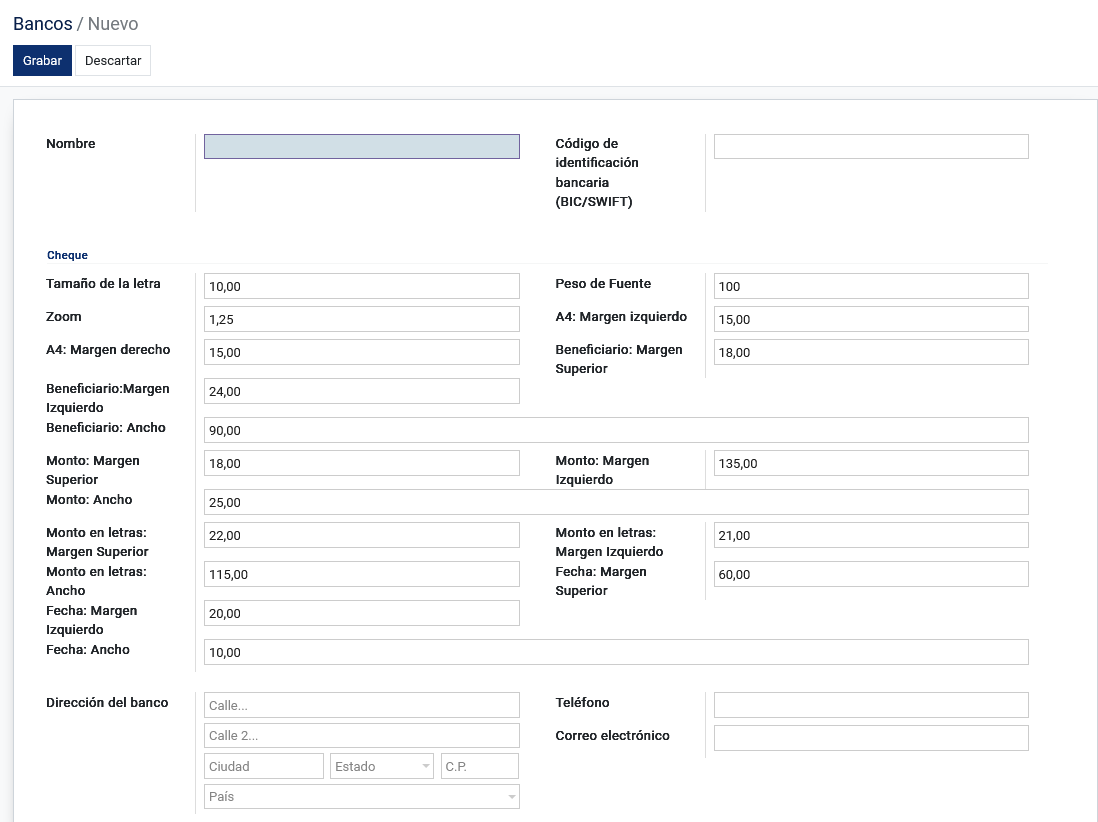 Bancos / Nuevo
Grabar Descartar
Nombre
Código de
identificación
bancaria
(BIC/SWIFT)
Cheque
Tamaño de la letra 10,00 Peso de Fuente 100
Zoom 1,25 A4: Margen izquierdo 15,00
A4: Margen derecho 15,00 Beneficiario: Margen
Superior 18,00
Beneficiario:Margen
Izquierdo 24,00
Beneficiario: Ancho 90,00
Monto: Margen
Superior 18,00 Monto: Margen
Izquierdo 135,00
Monto: Ancho 25,00
Monto en letras:
Margen Superior 22,00 Monto en letras:
Margen Izquierdo 21,00
Monto en letras:
Ancho 115,00 Fecha: Margen
Superior 60,00
Fecha: Margen
Izquierdo 20,00
Fecha: Ancho 10,00
Dirección del banco Calle... Teléfono
Calle 2... Correo electrónico
Ciudad Estado C.P.
País